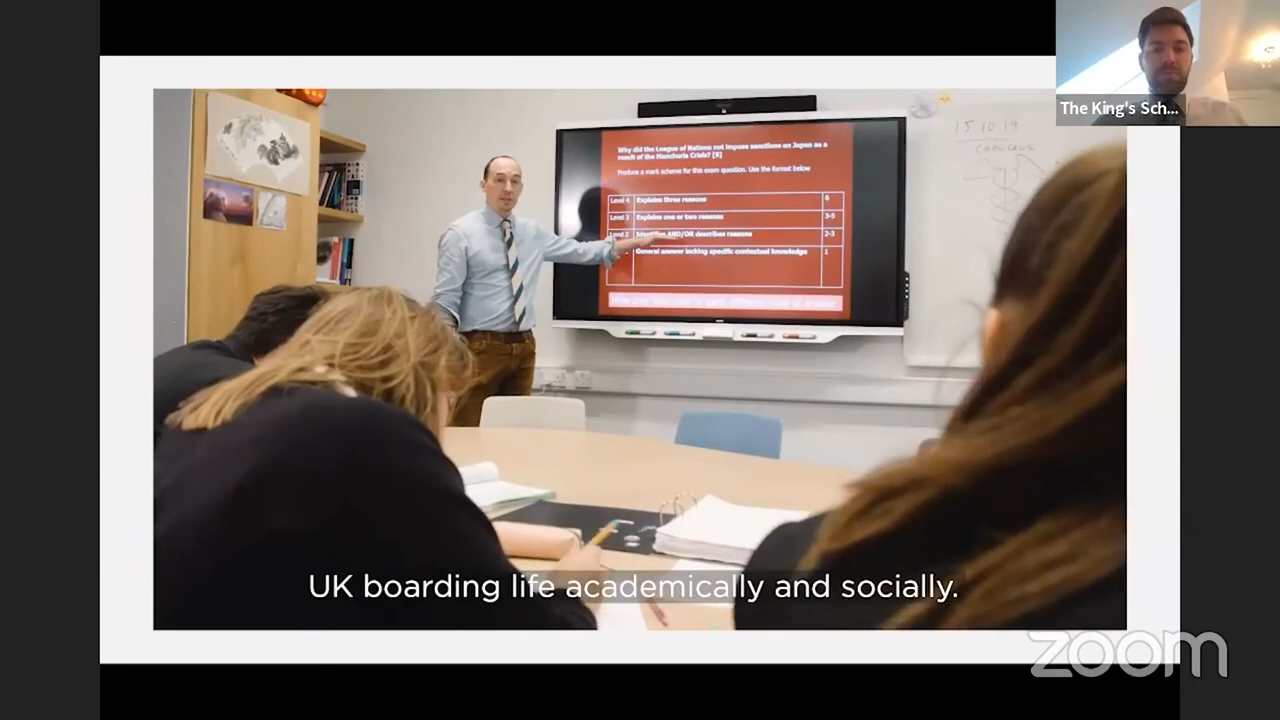 The King's Sch...
15.10.19
Caduceus
Why did the League of Nations not impose sanctions on Japan as a
result of the Manchuria Crisis? [8]
Produce a mark scheme for this exam question. Use the format below
Level 4 Explains three reasons 6
Level 3 Explains one or two reasons 3-5
Level 2 Identifies AND/OR describes reasons 2-3
General answer lacking specific contextual knowledge 1
UK boarding life academically and socially.
zoom